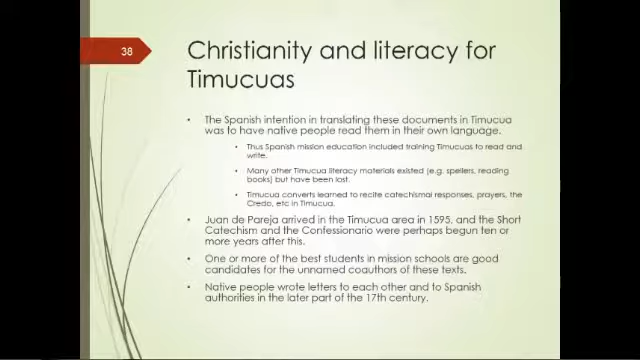 38
Christianity and literacy for
Timucuas
• The Spanish intention in translating these documents in Timucua
was to have native people read them in their own language.
• Thus Spanish mission education included training Timucuas to read and
write.
• Many other Timucua literacy materials existed (e.g. spellers, reading
books) but have been lost.
• Timucua converts learned to recite catechismal responses, prayers, the
Credo, etc in Timucua.
• Juan de Pareja arrived in the Timucua area in 1595, and the Short
Catechism and the Confessionario were perhaps begun ten or
more years after this.
• One or more of the best students in mission schools are good
candidates for the unnamed coauthors of these texts.
• Native people wrote letters to each other and to Spanish
authorities in the later part of the 17th century.